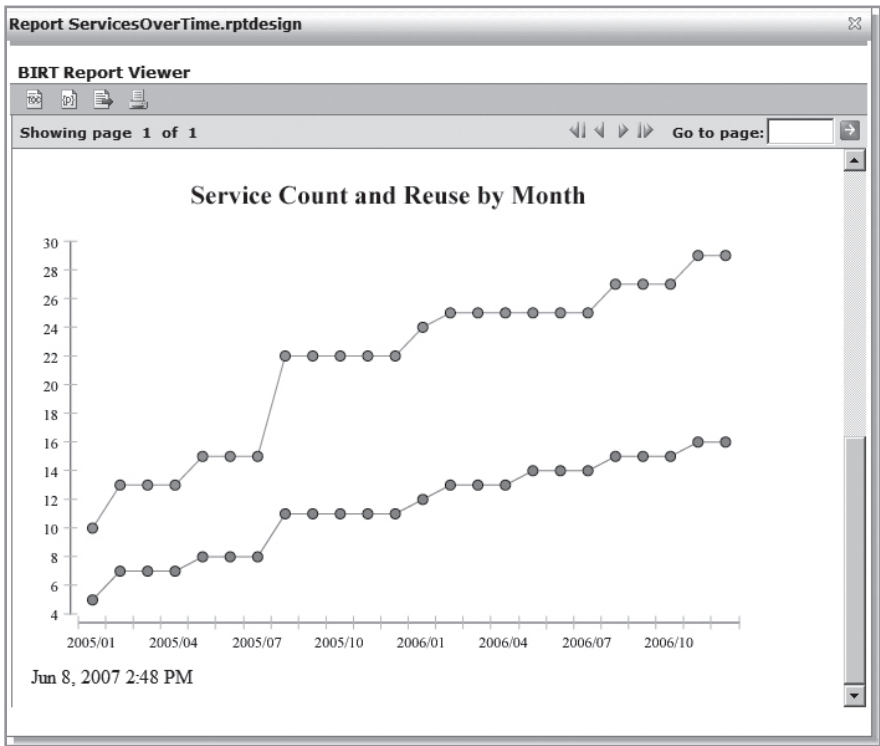 Report ServicesOverTime.rptdesign
BIRT Report Viewer
TOC {p}
Showing page 1 of 1 Go to page:
Service Count and Reuse by Month
30
28
26
24
22
20
18
16
14
12
10
8
6
4
2005/01 2005/04 2005/07 2005/10 2006/01 2006/04 2006/07 2006/10
Jun 8, 2007 2:48 PM